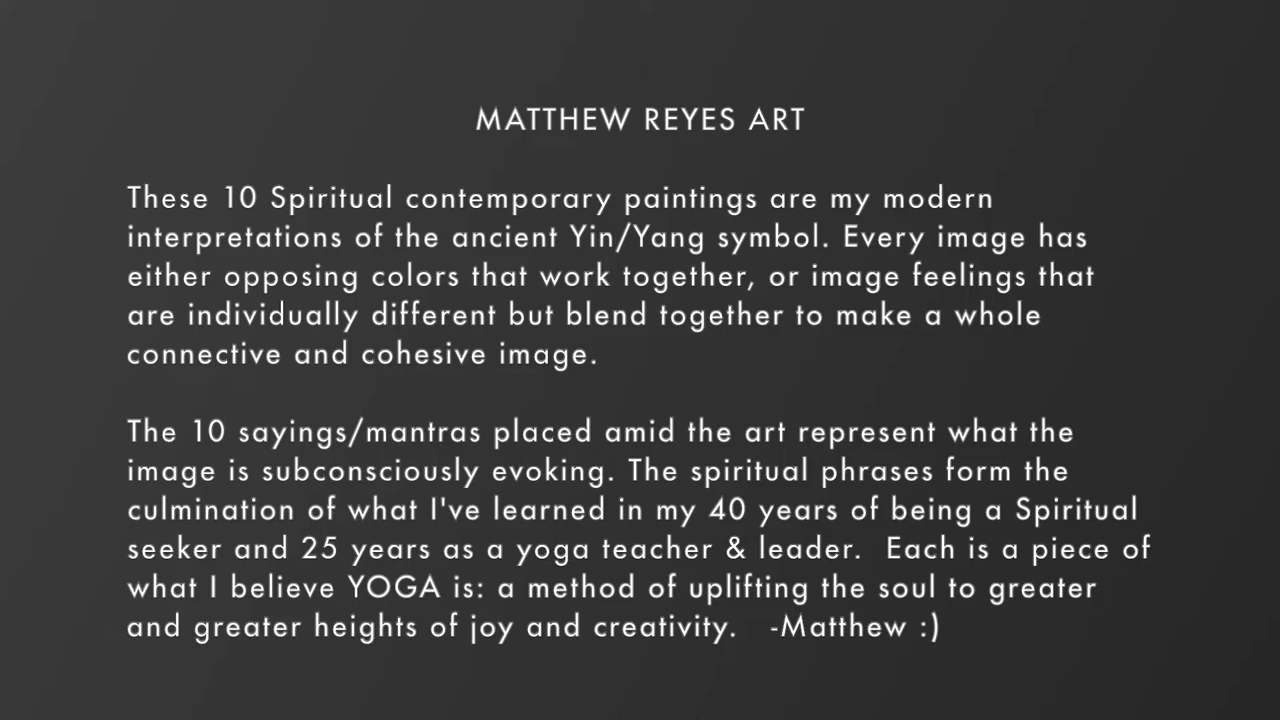 MATTHEW REYES ART
These 10 Spiritual contemporary paintings are my modern
interpretations of the ancient Yin/Yang symbol. Every image has
either opposing colors that work together, or image feelings that
are individually different but blend together to make a whole
connective and cohesive image.
The 10 sayings/mantras placed amid the art represent what the
image is subconsciously evoking. The spiritual phrases form the
culmination of what I've learned in my 40 years of being a Spiritual
seeker and 25 years as a yoga teacher & leader.  Each is a piece of
what I believe YOGA is: a method of uplifting the soul to greater
and greater heights of joy and creativity.   -Matthew :)